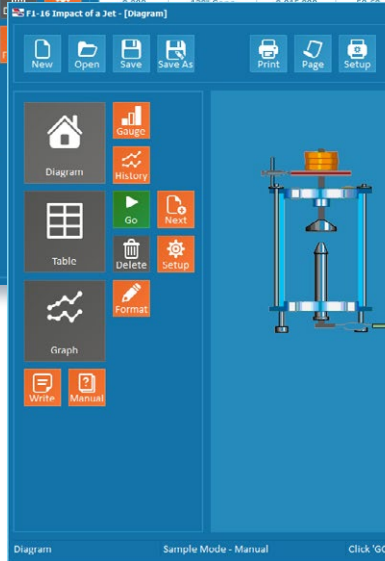 F1-16 Impact of a Jet - [Diagram]
New Open Save Save As Print Page Setup
Gauge
Diagram
History
Go Next
Table
Delete Setup
Format
Graph
Write Manual
Diagram Sample Mode - Manual Click 'GO